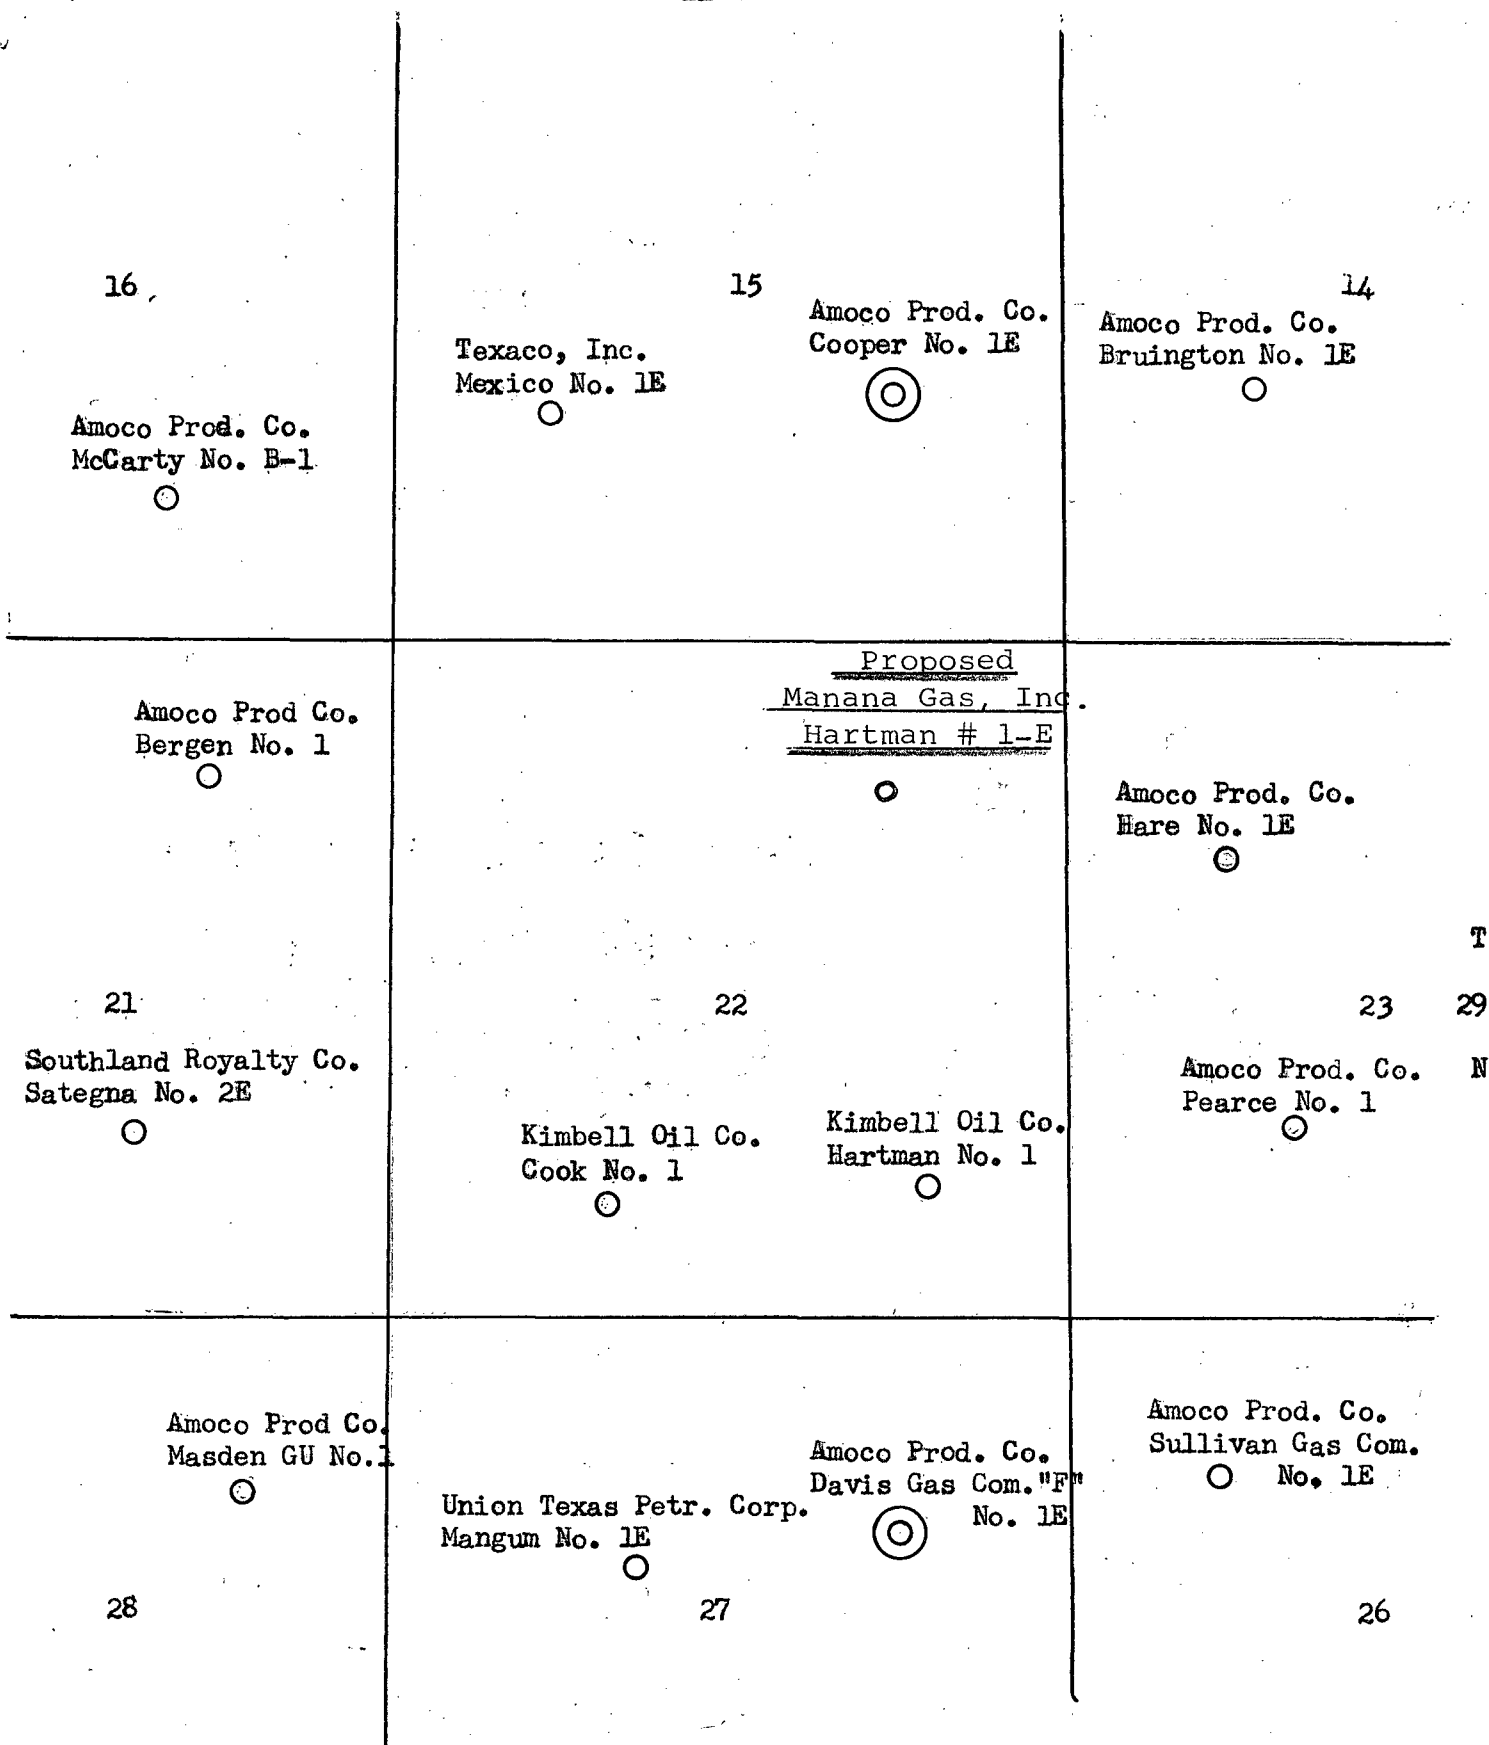 16
15
14
Amoco Prod. Co.
Cooper No. 1E
Amoco Prod. Co.
Bruington No. 1E
Texaco, Inc.
Mexico No. 1E
Amoco Prod. Co.
McCarty No. B-1
Proposed
Manana Gas, Inc.
Hartman # 1-E
Amoco Prod Co.
Bergen No. 1
Amoco Prod. Co.
Hare No. 1E
T
29
N
21
22
23
Southland Royalty Co.
Sategna No. 2E
Kimbell Oil Co.
Cook No. 1
Kimbell Oil Co.
Hartman No. 1
Amoco Prod. Co.
Pearce No. 1
Amoco Prod Co.
Masden GU No.1
Union Texas Petr. Corp.
Mangum No. 1E
Amoco Prod. Co.
Davis Gas Com."F"
No. 1E
Amoco Prod. Co.
Sullivan Gas Com.
No. 1E
28
27
26